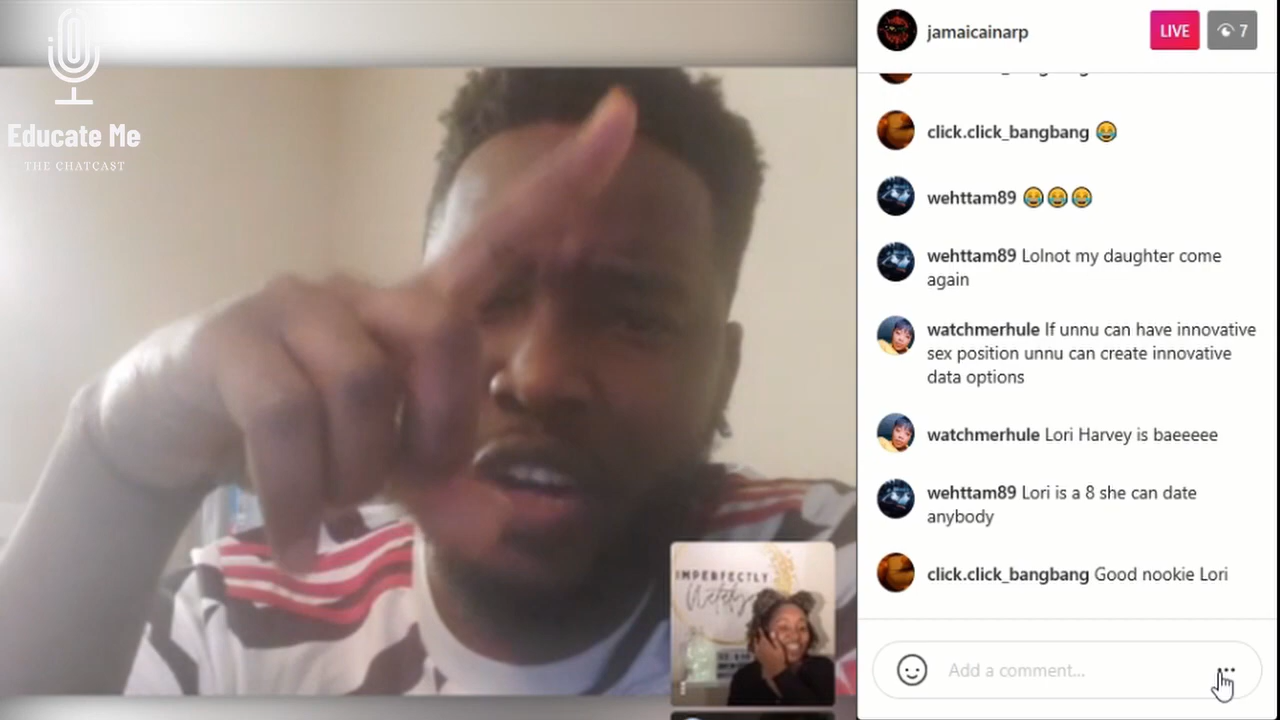 Educate Me
THE CHATCAST
IMPERFECTLY
jamaicainarp
LIVE
7
click.click_bangbang 😂
wehttam89 😂😂😂
wehttam89 Lolnot my daughter come
again
watchmerhule If unnu can have innovative
sex position unnu can create innovative
data options
watchmerhule Lori Harvey is baeeeee
wehttam89 Lori is a 8 she can date
anybody
click.click_bangbang Good nookie Lori
Add a comment...